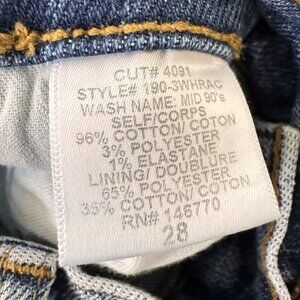 CUT# 4091
STYLE# 190-3WHRAC
WASH NAME: MID 90's
SELF/CORPS
96% COTTON/ COTON
3% POLYESTER
1% ELASTANE
LINING/ DOUBLURE
65% POLYESTER
35% COTTON/ COTON
RN# 146770
28